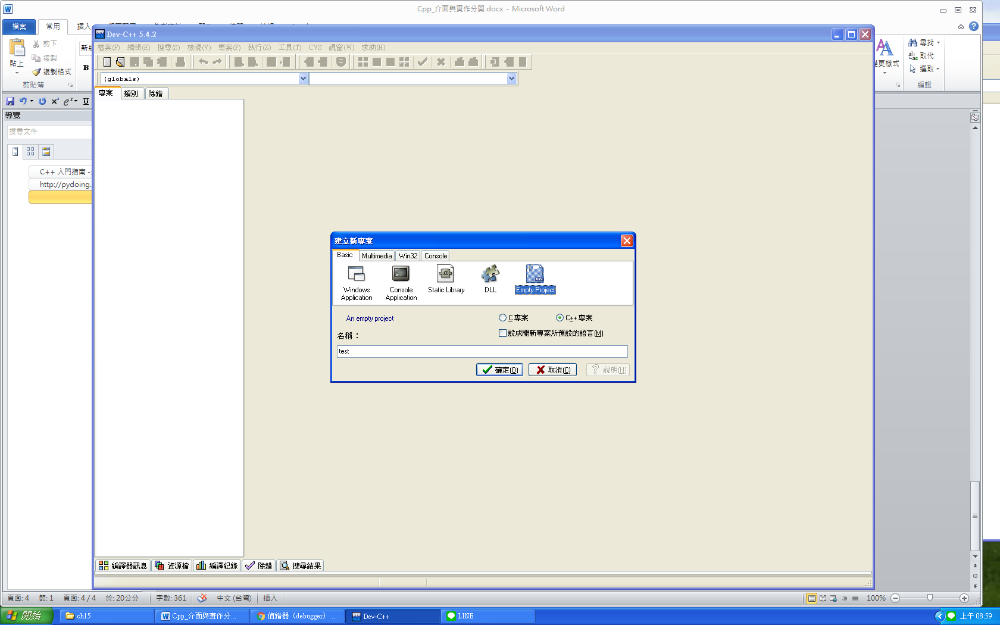 Cpp_介面與實作分開.docx - Microsoft Word
檔案
常用
插入
剪下
複製
貼上
複製格式
剪貼簿
B
尋找
取代
選取
變更樣式
編輯
U
導覽
搜尋文件
C++ 入門指南 -
http://pydoing.
Dev-C++ 5.4.2
檔案(F) 編輯(E) 搜尋(S) 檢視(V) 專案(P) 執行(Z) 工具(T) CVS 視窗(W) 求助(H)
(globals)
專案 類別 除錯
建立新專案
Basic Multimedia Win32 Console
Windows Application
Console Application
Static Library
DLL
Empty Project
An empty project
C 專案
C++ 專案
設成開新專案所預設的語言(M)
名稱：
test
確定(O) 取消(C) 說明(H)
編譯器訊息 資源檔 編譯紀錄 除錯 搜尋結果
頁面: 4 節: 1 頁面: 4 / 4 於: 20公分 字數: 361 中文 (台灣) 插入 100%
開始 ch15 Cpp_介面與實作分... 偵錯器（debugger） ... Dev-C++ LINE 上午 08:59